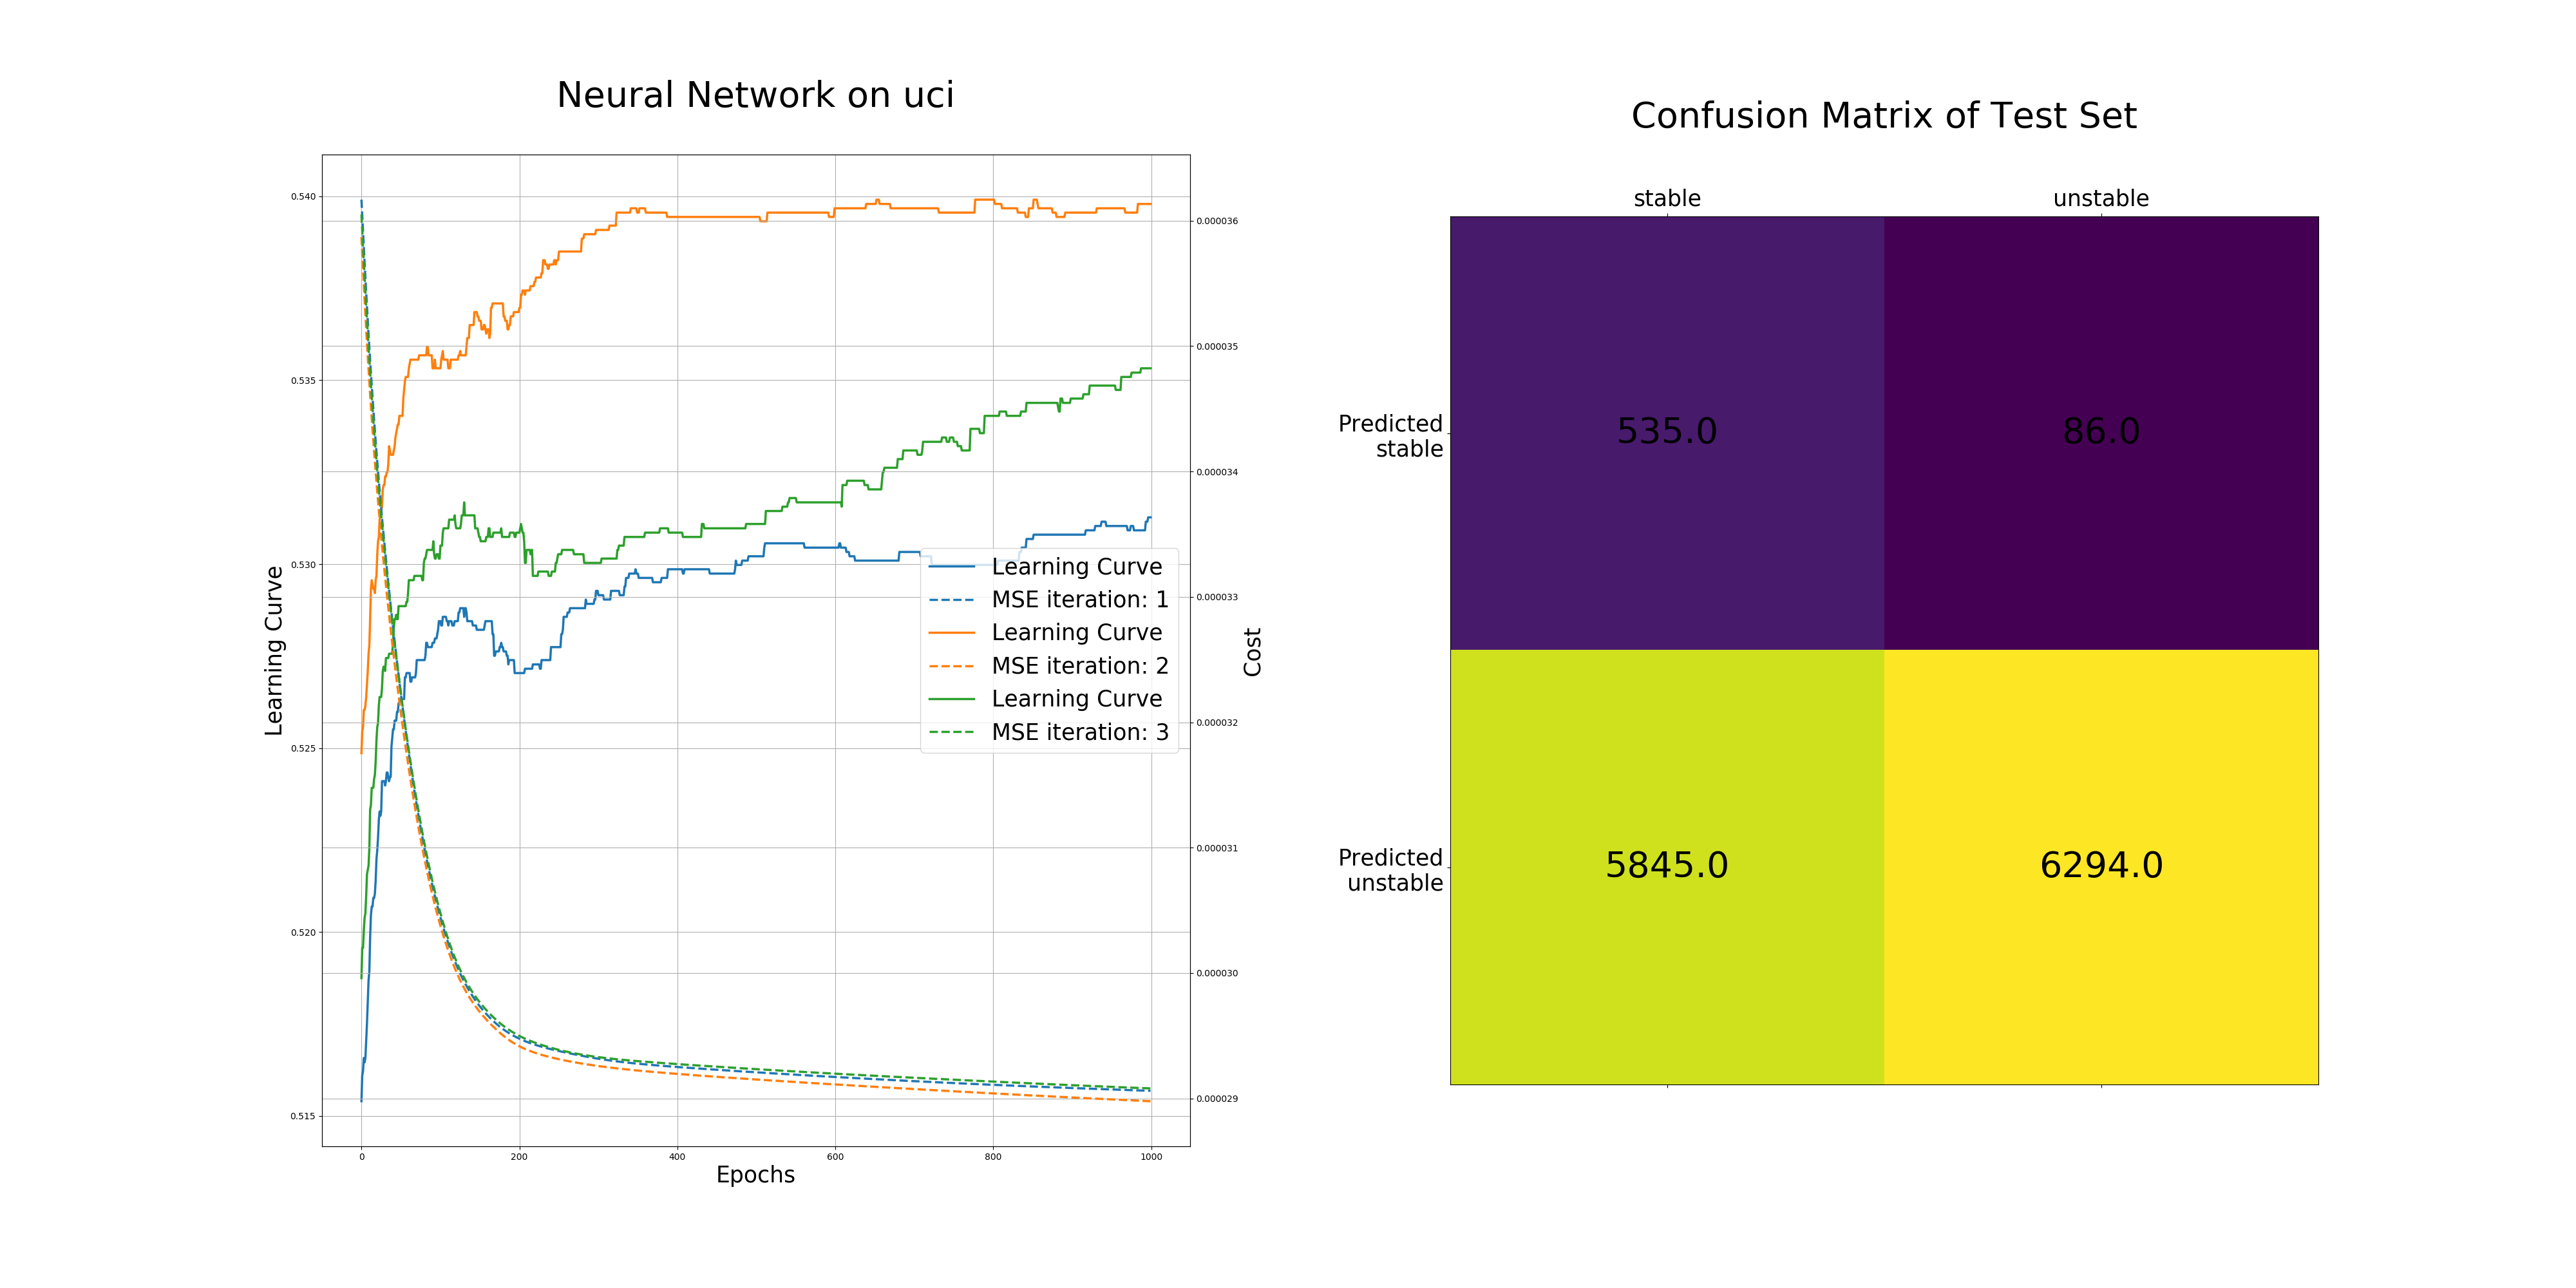 Neural Network on uci
0.540
0.535
0.530
0.525
0.520
0.515
Learning Curve
0
200
400
600
800
1000
Epochs
0.000036
0.000035
0.000034
0.000033
0.000032
0.000031
0.000030
0.000029
Cost
Learning Curve
MSE iteration: 1
Learning Curve
MSE iteration: 2
Learning Curve
MSE iteration: 3
Confusion Matrix of Test Set
stable
unstable
Predicted
stable
535.0
86.0
Predicted
unstable
5845.0
6294.0